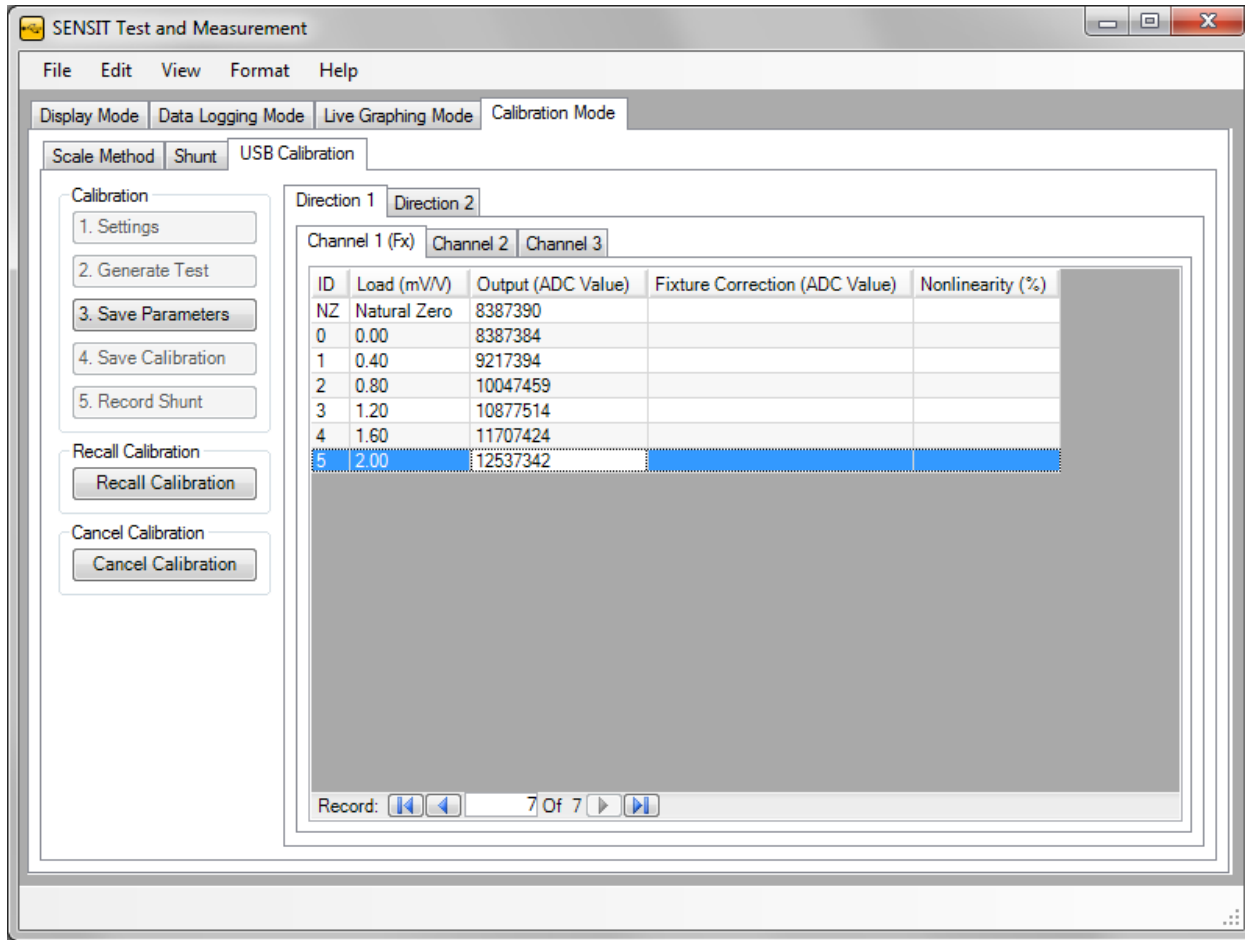 SENSIT Test and Measurement
File Edit View Format Help
Display Mode Data Logging Mode Live Graphing Mode Calibration Mode
Scale Method Shunt USB Calibration
Calibration
1. Settings
2. Generate Test
3. Save Parameters
4. Save Calibration
5. Record Shunt
Recall Calibration
Recall Calibration
Cancel Calibration
Cancel Calibration
Direction 1 Direction 2
Channel 1 (Fx) Channel 2 Channel 3
ID Load (mV/V) Output (ADC Value) Fixture Correction (ADC Value) Nonlinearity (%)
NZ Natural Zero 8387390
0 0.00 8387384
1 0.40 9217394
2 0.80 10047459
3 1.20 10877514
4 1.60 11707424
5 2.00 12537342
Record: 7 Of 7